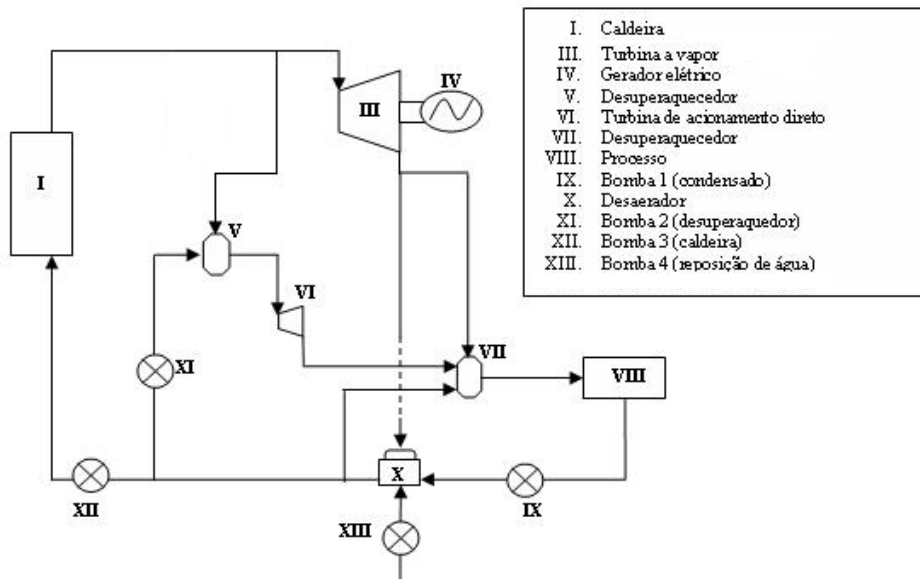 I. Caldeira
III. Turbina a vapor
IV. Gerador elétrico
V. Desuperaquecedor
VI. Turbina de acionamento direto
VII. Desuperaquecedor
VIII. Processo
IX. Bomba 1 (condensado)
X. Desaerador
XI. Bomba 2 (desuperaquedor)
XII. Bomba 3 (caldeira)
XIII. Bomba 4 (reposição de água)
IV
III
I
V
VI
VII
VIII
XI
X
XII
XIII
IX